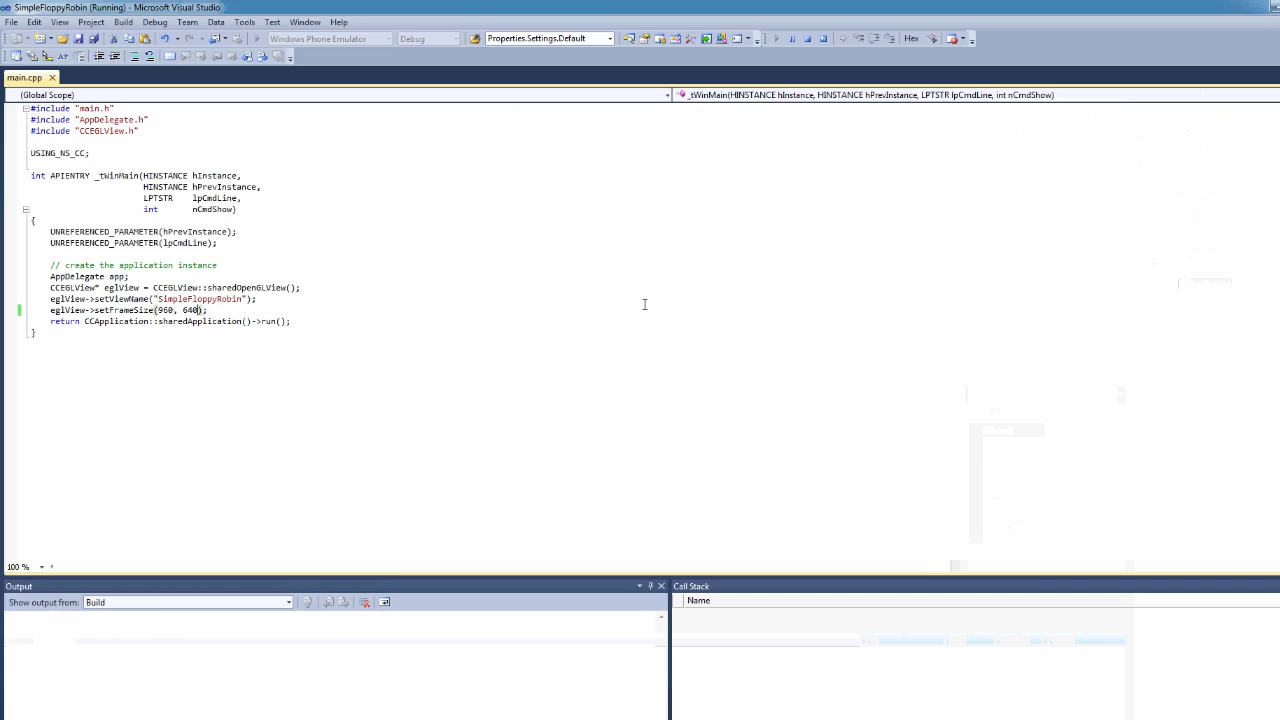 SimpleFloppyRobin (Running) - Microsoft Visual Studio
File Edit View Project Build Debug Team Data Tools Test Window Help
Windows Phone Emulator Debug Properties.Settings.Default Hex
main.cpp
(Global Scope) _tWinMain(HINSTANCE hInstance, HINSTANCE hPrevInstance, LPTSTR lpCmdLine, int nCmdShow)
#include "main.h"
#include "AppDelegate.h"
#include "CCEGLView.h"
USING_NS_CC;
int APIENTRY _tWinMain(HINSTANCE hInstance,
HINSTANCE hPrevInstance,
LPTSTR lpCmdLine,
int nCmdShow)
{
UNREFERENCED_PARAMETER(hPrevInstance);
UNREFERENCED_PARAMETER(lpCmdLine);
// create the application instance
AppDelegate app;
CCEGLView* eglView = CCEGLView::sharedOpenGLView();
eglView->setViewName("SimpleFloppyRobin");
eglView->setFrameSize(960, 640);
return CCApplication::sharedApplication()->run();
}
100 %
Output Call Stack
Show output from: Build Name